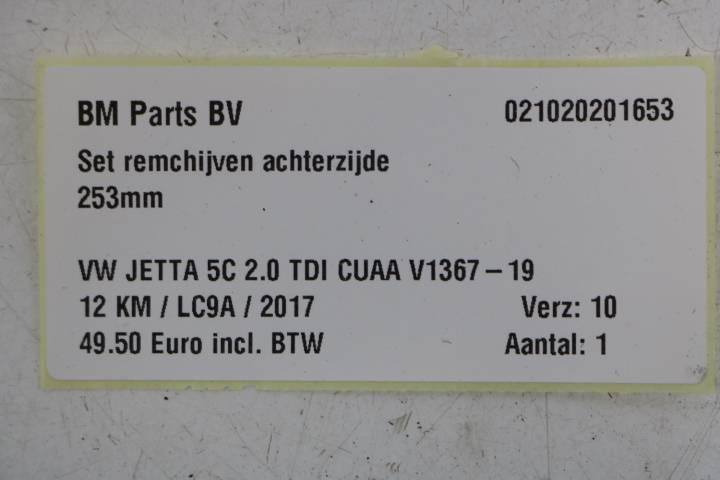 BM Parts BV 021020201653
Set remchijven achterzijde
253mm
VW JETTA 5C 2.0 TDI CUAA V1367-19
12 KM / LC9A / 2017 Verz: 10
49.50 Euro incl. BTW Aantal: 1